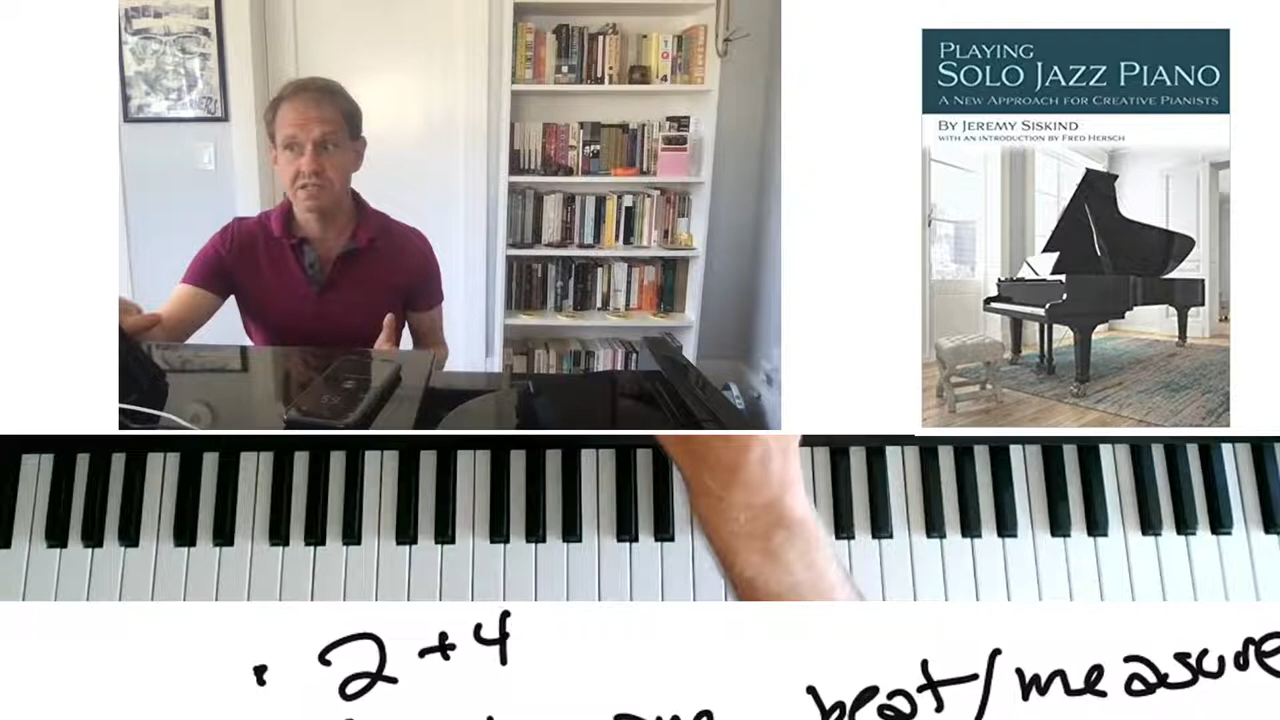 PLAYING
SOLO JAZZ PIANO
A NEW APPROACH FOR CREATIVE PIANISTS
BY JEREMY SISKIND
WITH AN INTRODUCTION BY FRED HERSCH
• 2 + 4
beat/measure